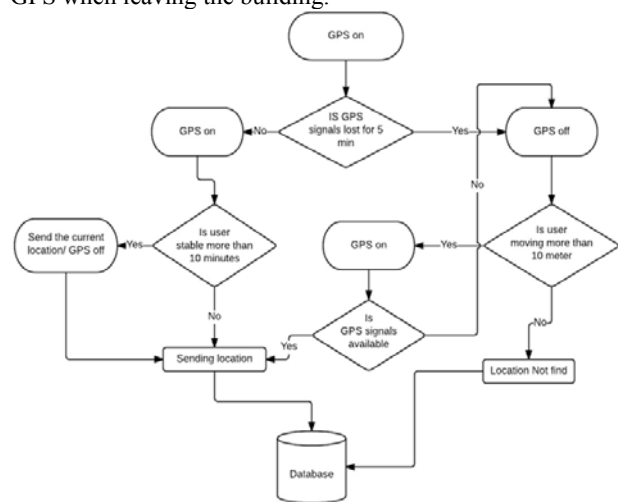 GPS when leaving the building.
GPS on
IS GPS
signals lost for 5
min
No
Yes
GPS on
GPS off
No
Is user
stable more than
10 minutes
Yes
Send the current
location/ GPS off
GPS on
Yes
Is user
moving more than
10 meter
No
Is
GPS signals
available
Yes
No
Sending location
Location Not find
Database